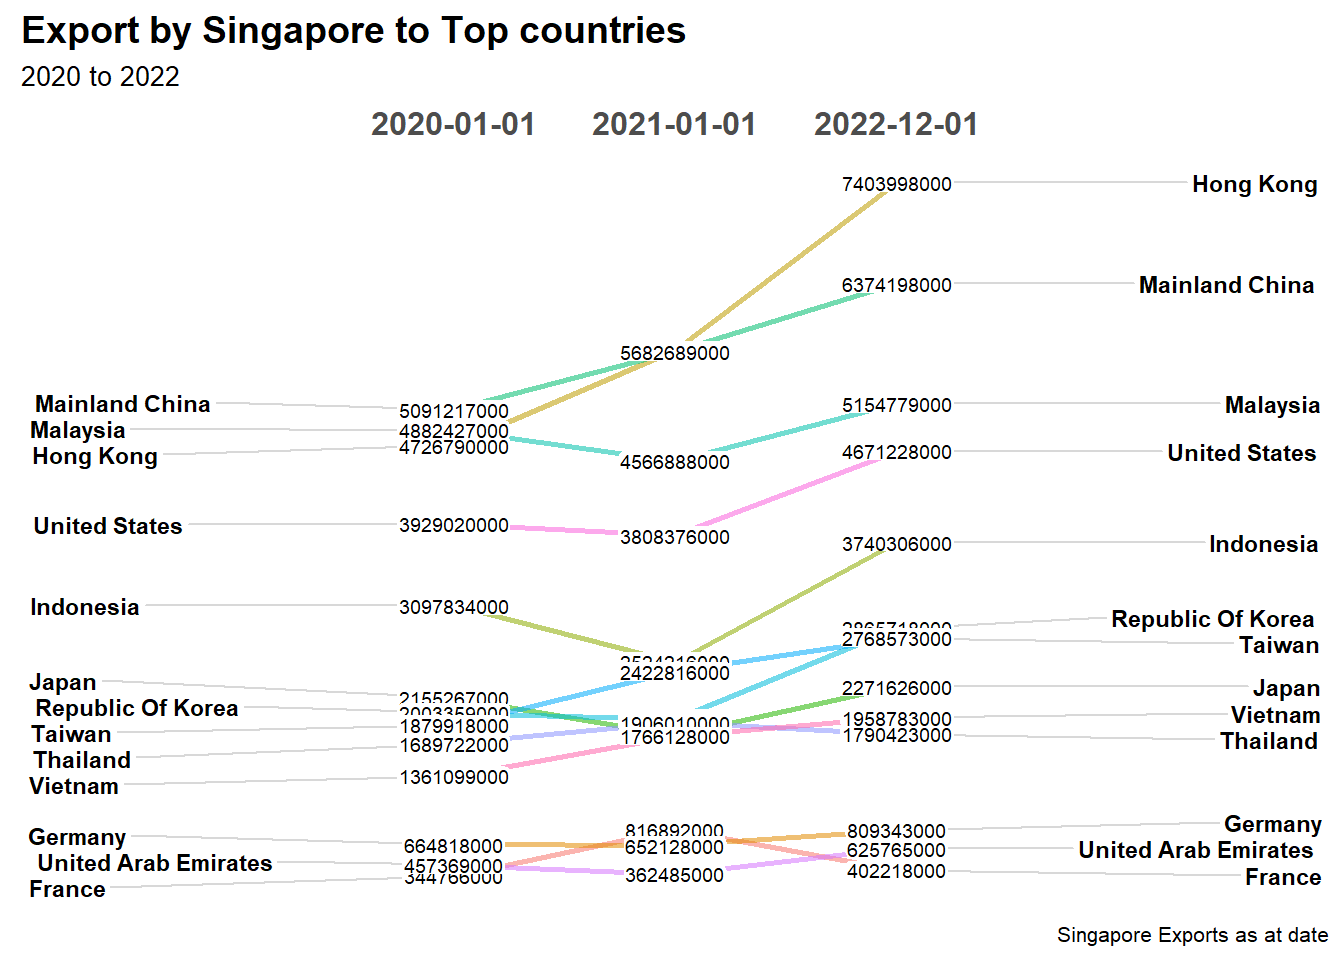 Export by Singapore to Top countries
2020 to 2022
2020-01-01 2021-01-01 2022-12-01
7403998000 Hong Kong
6374198000 Mainland China
5682689000
Mainland China 5091217000 5154779000 Malaysia
Malaysia 4882427000
Hong Kong 4726790000 4566888000 4671228000 United States
United States 3929020000 3808376000
3740306000 Indonesia
Indonesia 3097834000
Republic Of Korea
2768573000 Taiwan
2422816000
Japan 2155267000 2271626000 Japan
Republic Of Korea
Taiwan 1879918000 1906010000 1958783000 Vietnam
Thailand 1689722000 1766128000 1790423000 Thailand
Vietnam 1361099000
Germany 664818000 816892000 809343000 Germany
652128000 625765000 United Arab Emirates
United Arab Emirates 457369000
France 344766000 362485000 402218000 France
Singapore Exports as at date